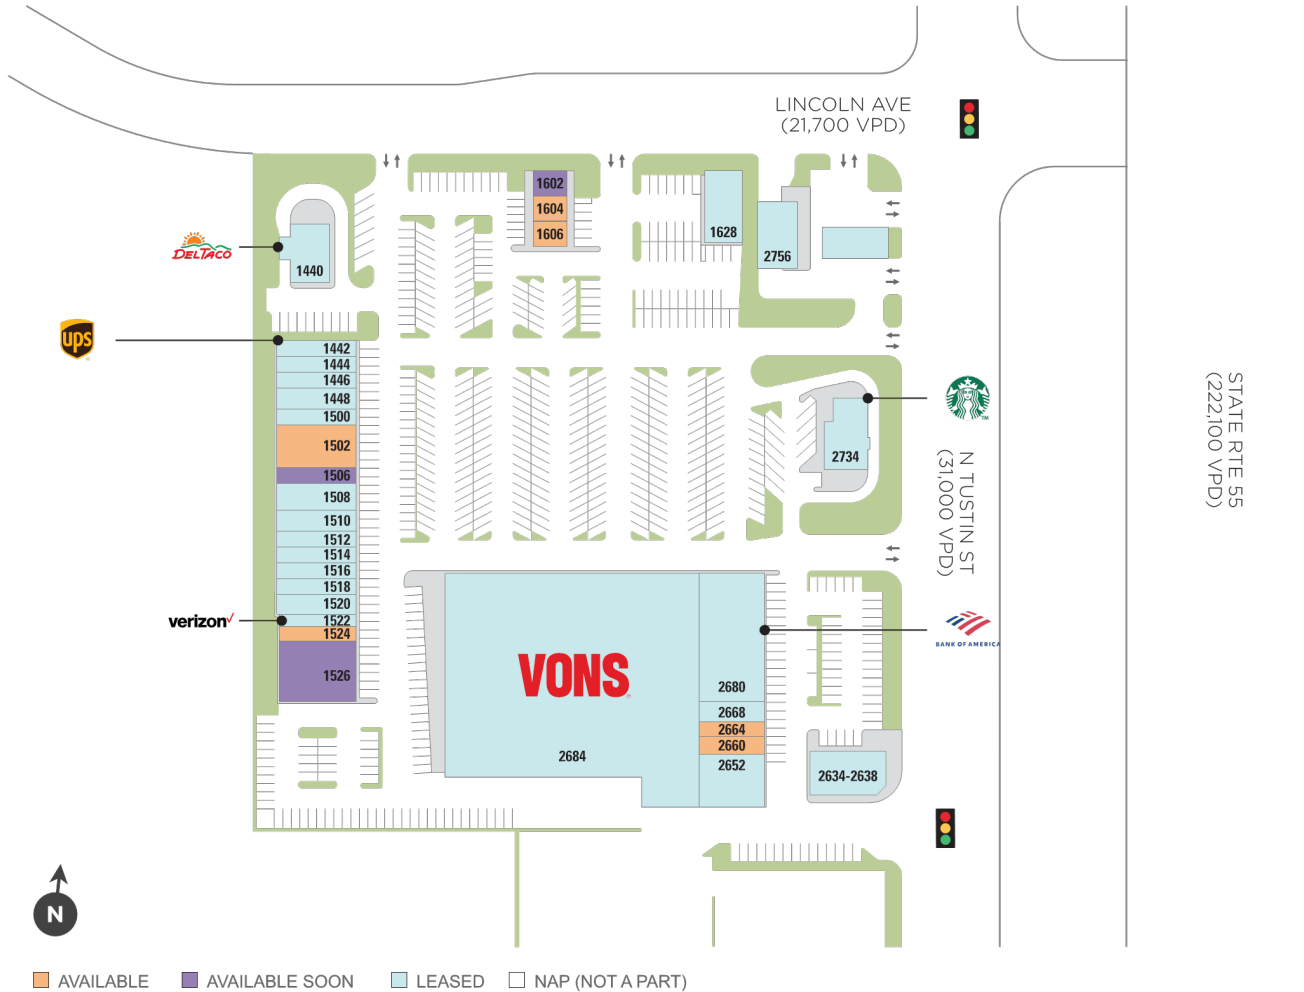 LINCOLN AVE
(21,700 VPD)
1602
1604
1606
1628
2756
DEL TACO
1440
ups
1442
1444
1446
1448
1500
1502
1506
1508
1510
1512
1514
1516
1518
1520
1522
1524
1526
verizon
TM
2734
N TUSTIN ST
(31,000 VPD)
STATE RTE 55
(222,100 VPD)
BANK OF AMERICA
VONS
2680
2668
2664
2660
2652
2684
2634-2638
N
AVAILABLE
AVAILABLE SOON
LEASED
NAP (NOT A PART)